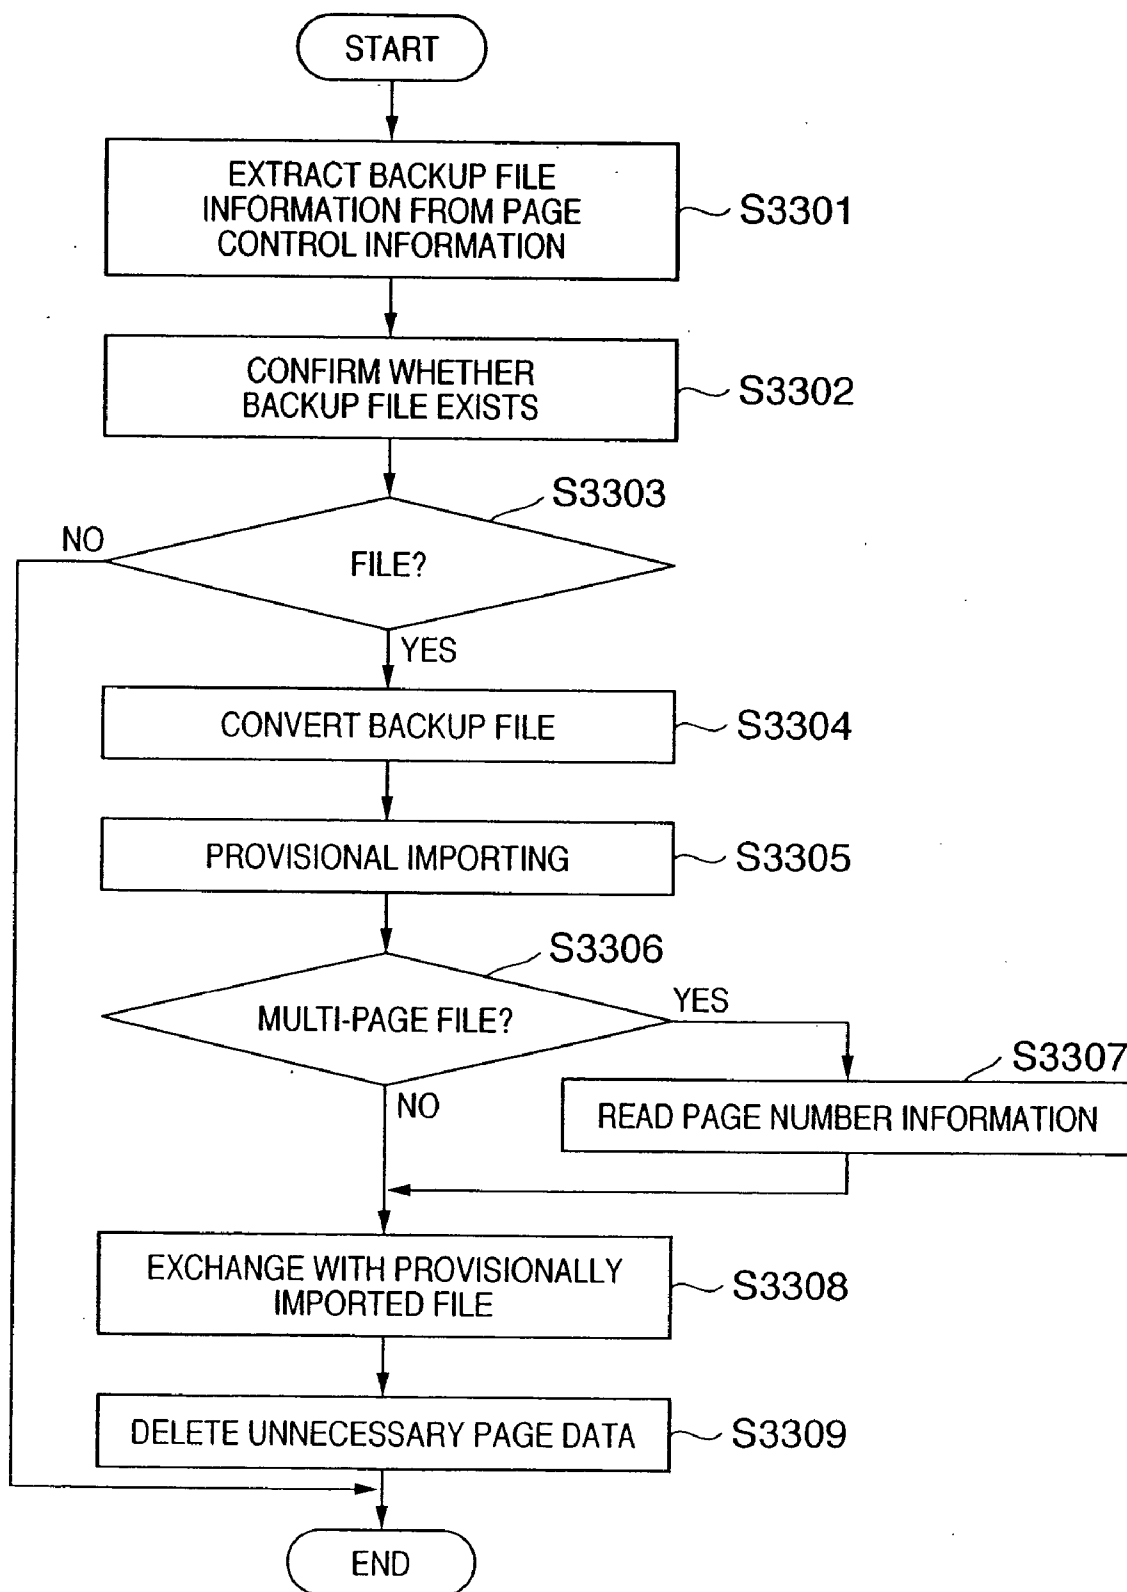 START
EXTRACT BACKUP FILE
INFORMATION FROM PAGE
CONTROL INFORMATION
S3301
CONFIRM WHETHER
BACKUP FILE EXISTS
S3302
S3303
NO
FILE?
YES
CONVERT BACKUP FILE
S3304
PROVISIONAL IMPORTING
S3305
S3306
MULTI-PAGE FILE?
YES
S3307
NO
READ PAGE NUMBER INFORMATION
EXCHANGE WITH PROVISIONALLY
IMPORTED FILE
S3308
DELETE UNNECESSARY PAGE DATA
S3309
END